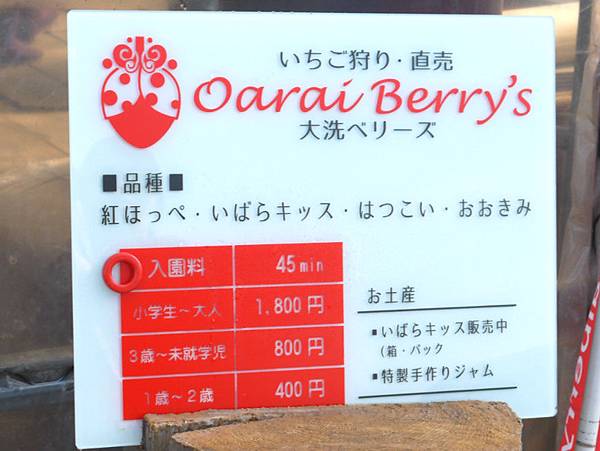 いちご狩り・直売
Oarai Berry's
大洗ベリーズ
■品種■
紅ほっぺ・いばらキッス・はつこい・おおきみ
入園料 45min
小学生～大人 1,800円
3歳～未就学児 800円
1歳～2歳 400円
お土産
■いばらキッス販売中
(箱・パック
■特製手作りジャム